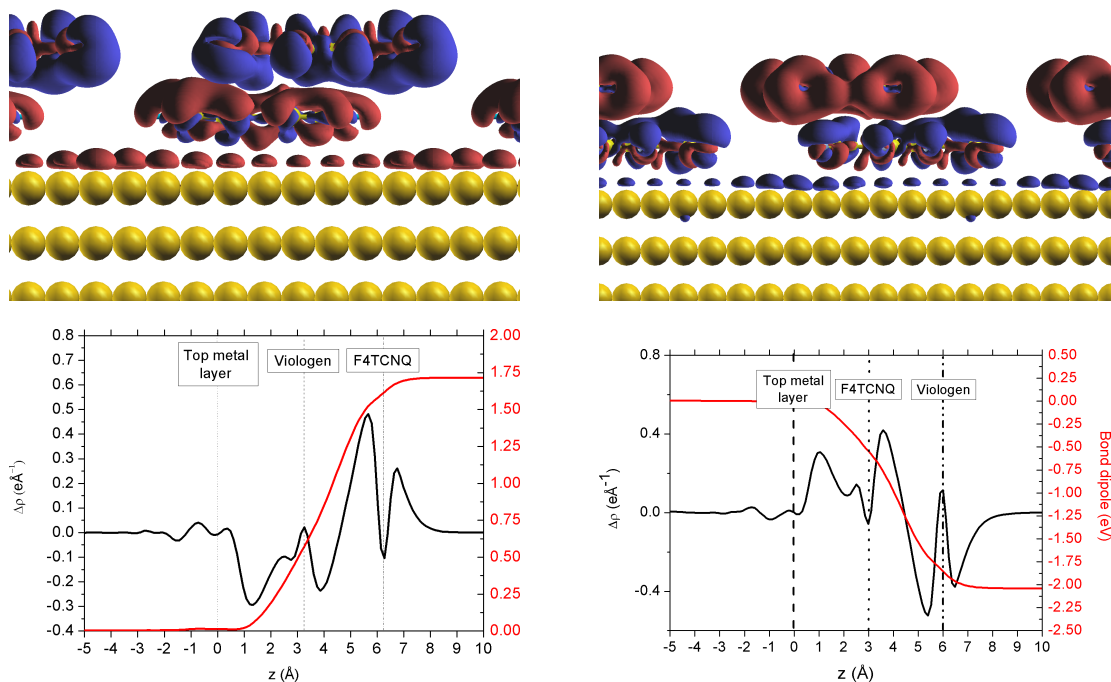 0.8
0.7
0.6
0.5
0.4
0.3
0.2
0.1
0.0
-0.1
-0.2
-0.3
-0.4
Δρ (eÅ⁻¹)
Top metal
layer
Viologen
F4TCNQ
2.00
1.75
1.50
1.25
1.00
0.75
0.50
0.25
0.00
-5 -4 -3 -2 -1 0 1 2 3 4 5 6 7 8 9 10
z (Å)
0.8
0.4
0.0
-0.4
Δρ (eÅ-¹)
Top metal
layer
F4TCNQ
Viologen
0.50
0.25
0.00
-0.25
-0.50
-0.75
-1.00
-1.25
-1.50
-1.75
-2.00
-2.25
-2.50
Bond dipole (eV)
-5 -4 -3 -2 -1 0 1 2 3 4 5 6 7 8 9 10
z (Å)